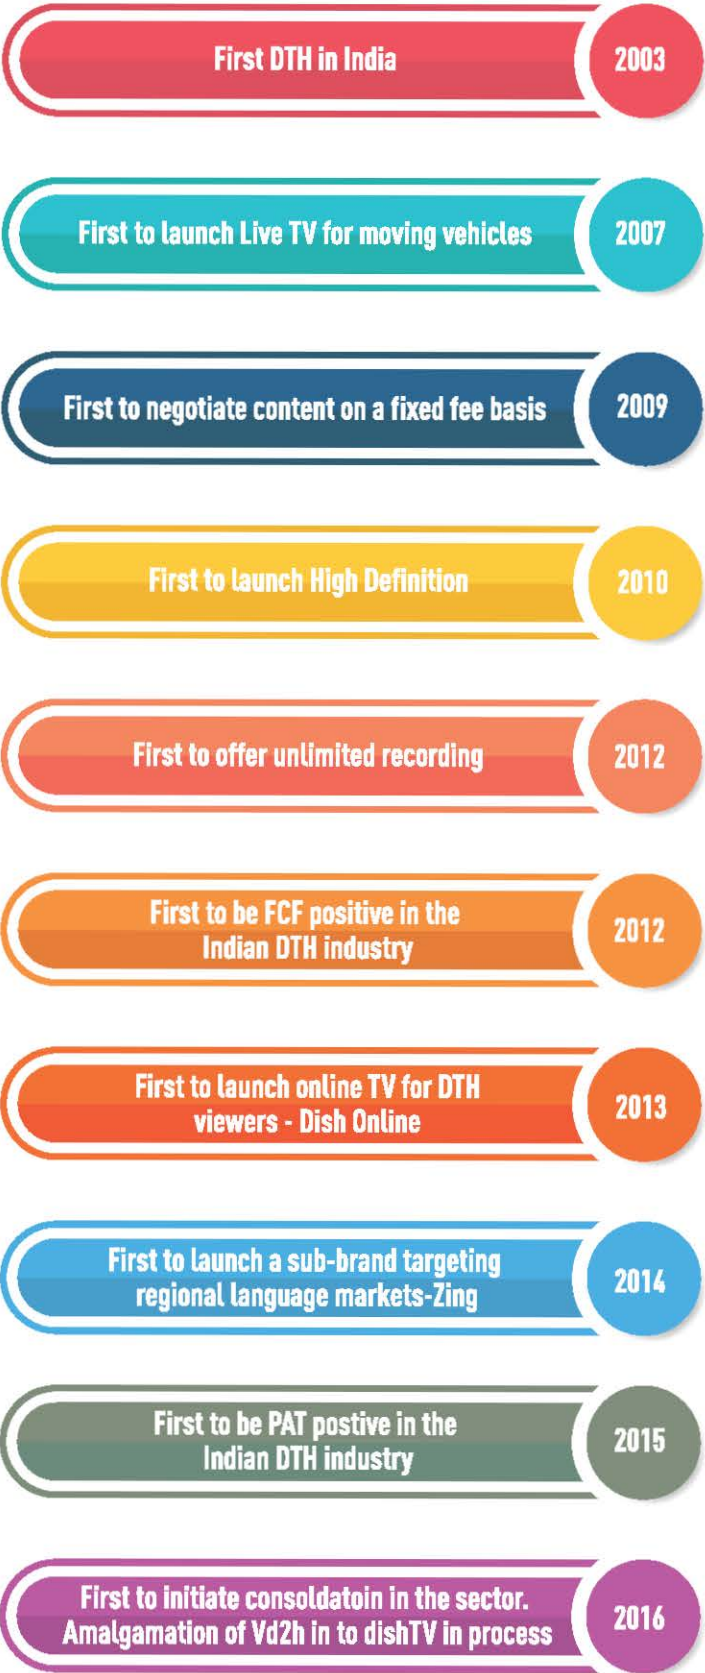 First DTH in India
2003
First to launch Live TV for moving vehicles
2007
First to negotiate content on a fixed fee basis
2009
First to launch High Definition
2010
First to offer unlimited recording
2012
First to be FCF positive in the
Indian DTH industry
2012
First to launch online TV for DTH
viewers - Dish Online
2013
First to launch a sub-brand targeting
regional language markets-Zing
2014
First to be PAT postive in the
Indian DTH industry
2015
First to initiate consoldatoin in the sector.
Amalgamation of Vd2h in to dishTV in process
2016